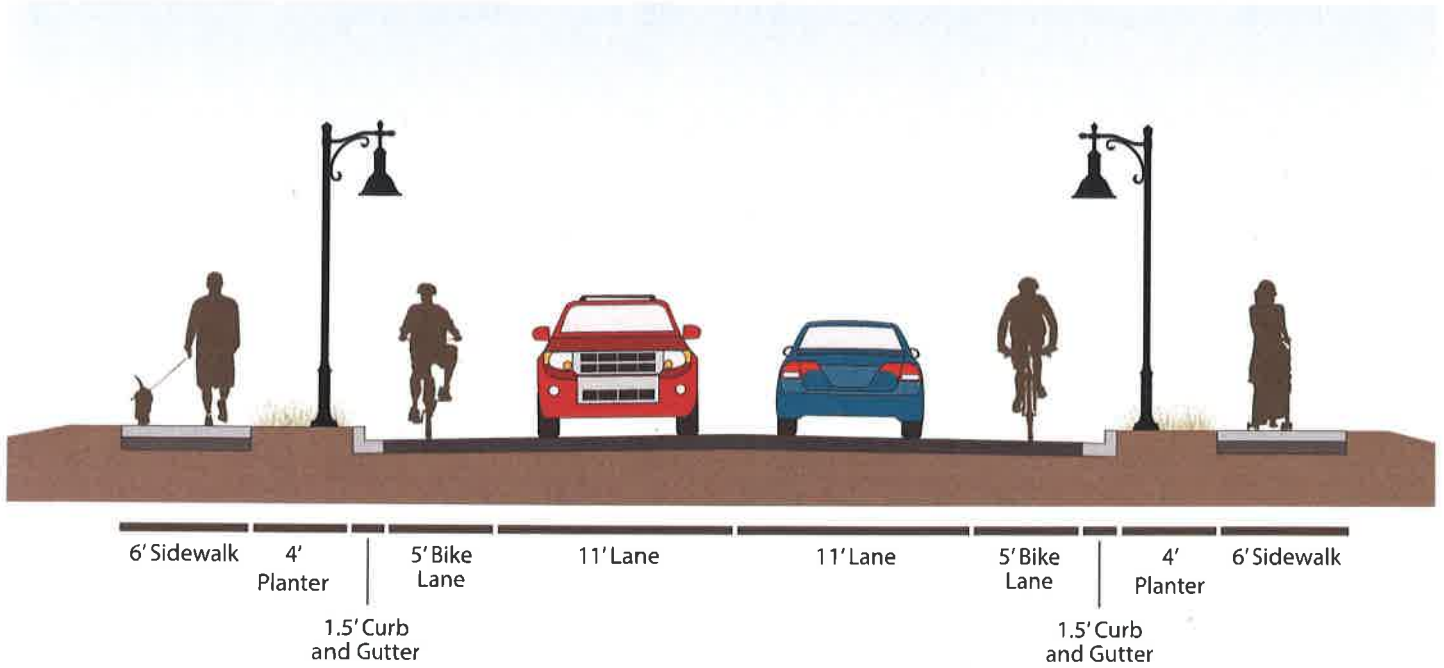 6' Sidewalk
4'
Planter
1.5' Curb
and Gutter
5' Bike
Lane
11' Lane
11' Lane
5' Bike
Lane
1.5' Curb
and Gutter
4'
Planter
6' Sidewalk